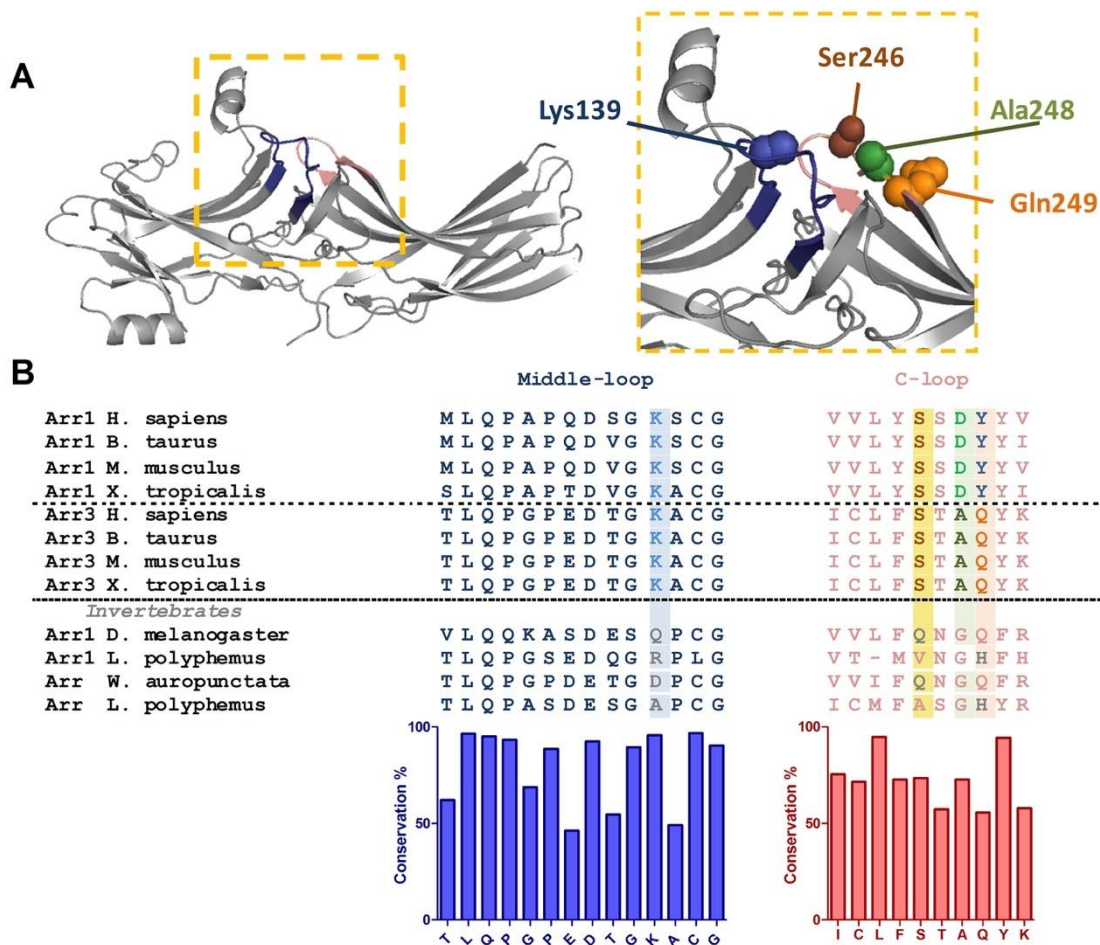 A
Ser246
Lys139
Ala248
Gln249
B
Middle-loop C-loop
Arr1 H. sapiens M L Q P A P Q D S G K S C G V V L Y S S D Y Y V
Arr1 B. taurus M L Q P A P Q D V G K S C G V V L Y S S D Y Y I
Arr1 M. musculus M L Q P A P Q D V G K S C G V V L Y S S D Y Y V
Arr1 X. tropicalis S L Q P A P T D V G K A C G V V L Y S S D Y Y I
Arr3 H. sapiens T L Q P G P E D T G K A C G I C L F S T A Q Y K
Arr3 B. taurus T L Q P G P E D T G K A C G I C L F S T A Q Y K
Arr3 M. musculus T L Q P G P E D T G K A C G I C L F S T A Q Y K
Arr3 X. tropicalis T L Q P G P E D T G K A C G I C L F S T A Q Y K
Invertebrates
Arr1 D. melanogaster V L Q Q K A S D E S Q P C G V V L F Q N G Q F R
Arr1 L. polyphemus T L Q P G S E D Q G R P L G V T - M V N G H F H
Arr W. auropunctata T L Q P G P D E T G D P C G V V I F Q N G Q F R
Arr L. polyphemus T L Q P A S D E S G A P C G I C M F A S G H Y R
Conservation %
100
50
0
T L Q P G P E D T G K A C G
Conservation %
100
50
0
I C L F S T A Q Y K